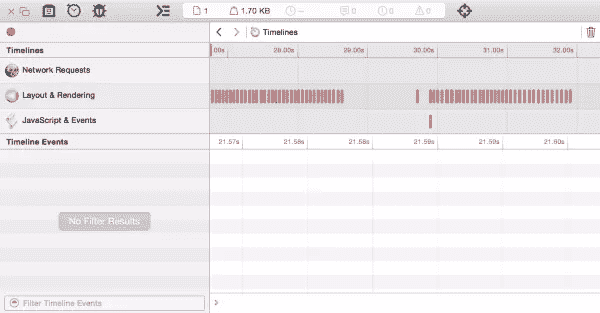 1 1.70 KB -- 0 0 0
Timelines
Timelines
.00s 28.00s 29.00s 30.00s 31.00s 32.00s
Network Requests
Layout & Rendering
JavaScript & Events
Timeline Events
21.57s 21.58s 21.58s 21.59s 21.59s 21.60s
No Filter Results
Filter Timeline Events